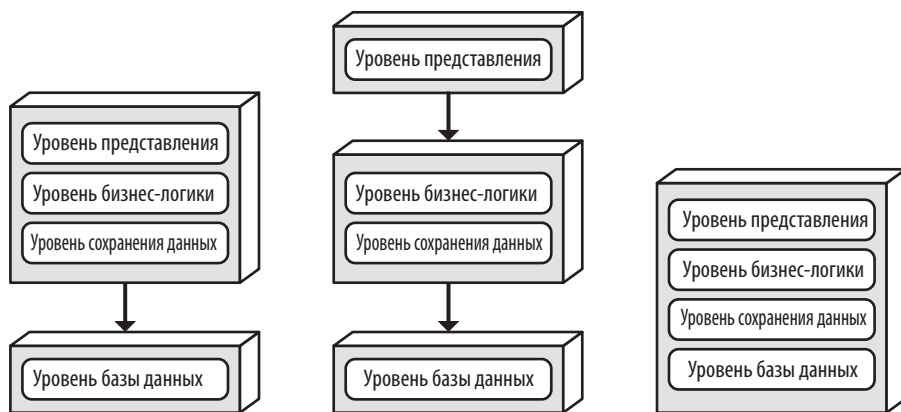 Уровень представления
Уровень бизнес-логики
Уровень сохранения данных
Уровень базы данных
Уровень представления
Уровень бизнес-логики
Уровень сохранения данных
Уровень базы данных
Уровень представления
Уровень бизнес-логики
Уровень сохранения данных
Уровень базы данных